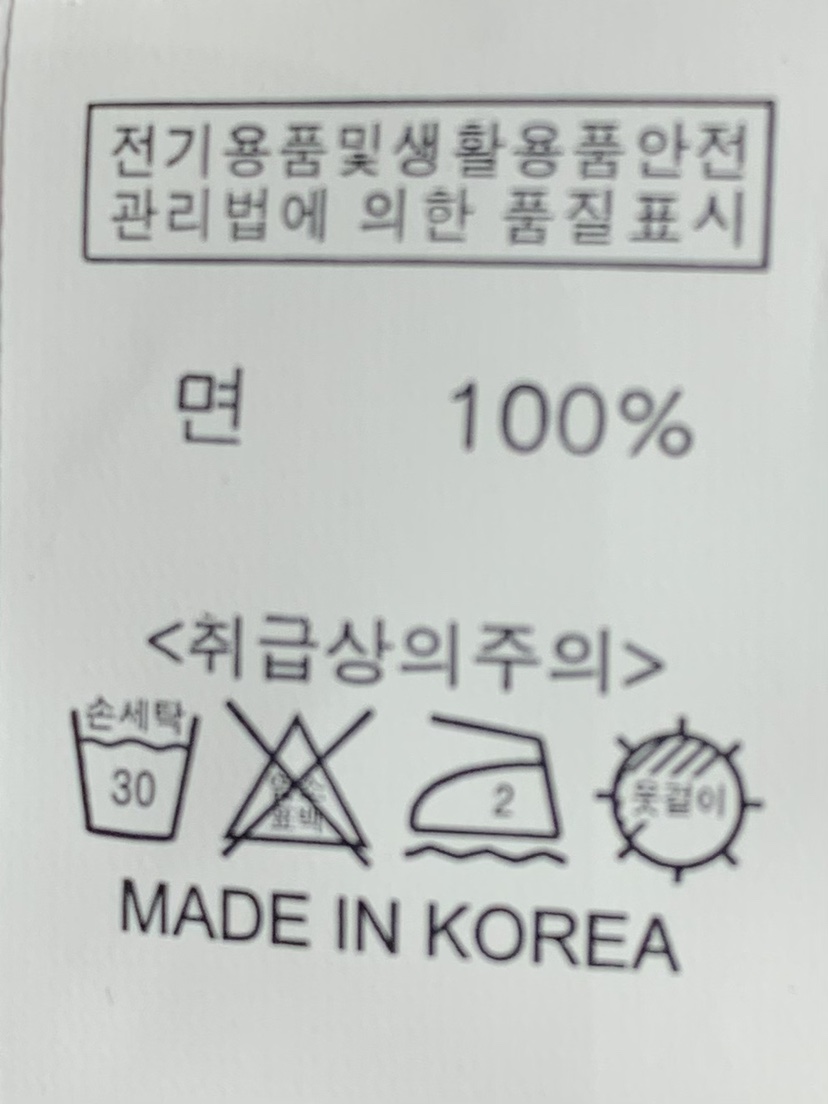 전기용품및생활용품안전
관리법에 의한 품질표시
면 100%
<취급상의주의>
손세탁
30
염소
표백
2
옷걸이
MADE IN KOREA